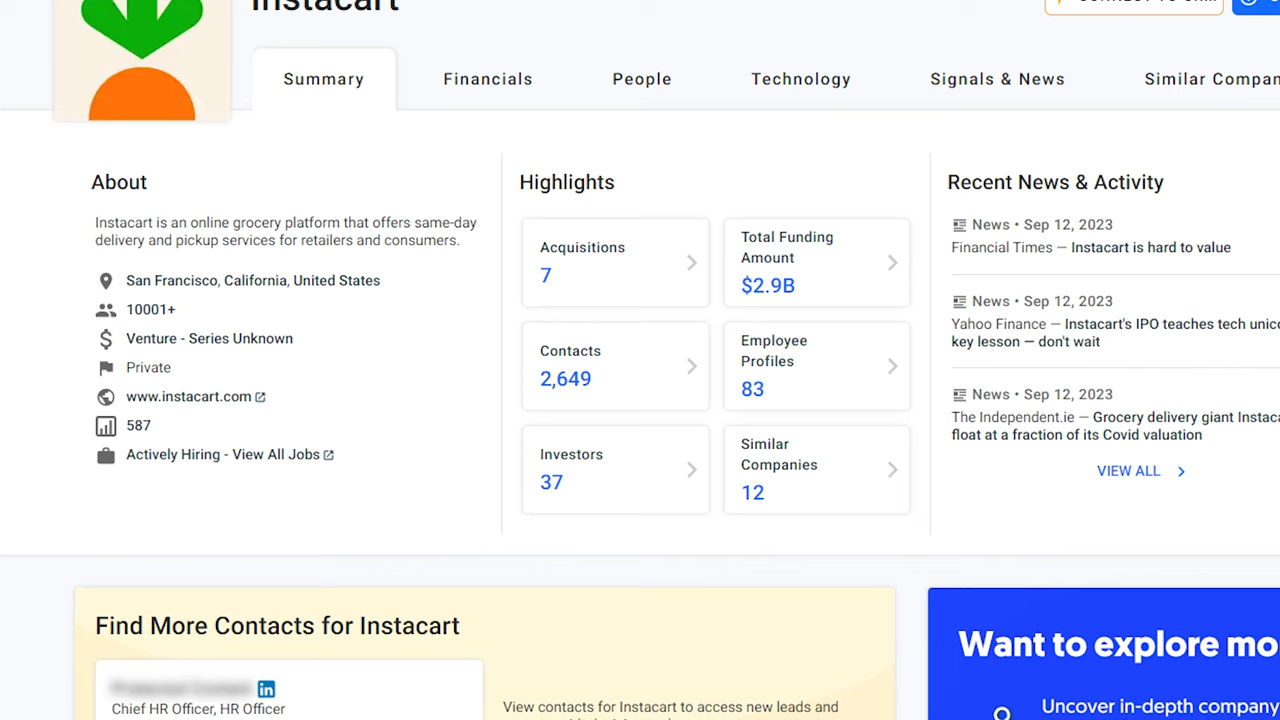 Instacart
Summary
Financials
People
Technology
Signals & News
Similar Compan
About
Instacart is an online grocery platform that offers same-day
delivery and pickup services for retailers and consumers.
San Francisco, California, United States
10001+
Venture - Series Unknown
Private
www.instacart.com
587
Actively Hiring - View All Jobs
Highlights
Acquisitions
7
Total Funding
Amount
$2.9B
Contacts
2,649
Employee
Profiles
83
Investors
37
Similar
Companies
12
Recent News & Activity
News • Sep 12, 2023
Financial Times — Instacart is hard to value
News • Sep 12, 2023
Yahoo Finance — Instacart's IPO teaches tech unico
key lesson — don't wait
News • Sep 12, 2023
The Independent.ie — Grocery delivery giant Instaca
float at a fraction of its Covid valuation
VIEW ALL
Find More Contacts for Instacart
in
Chief HR Officer, HR Officer
View contacts for Instacart to access new leads and
Want to explore mo
Uncover in-depth company